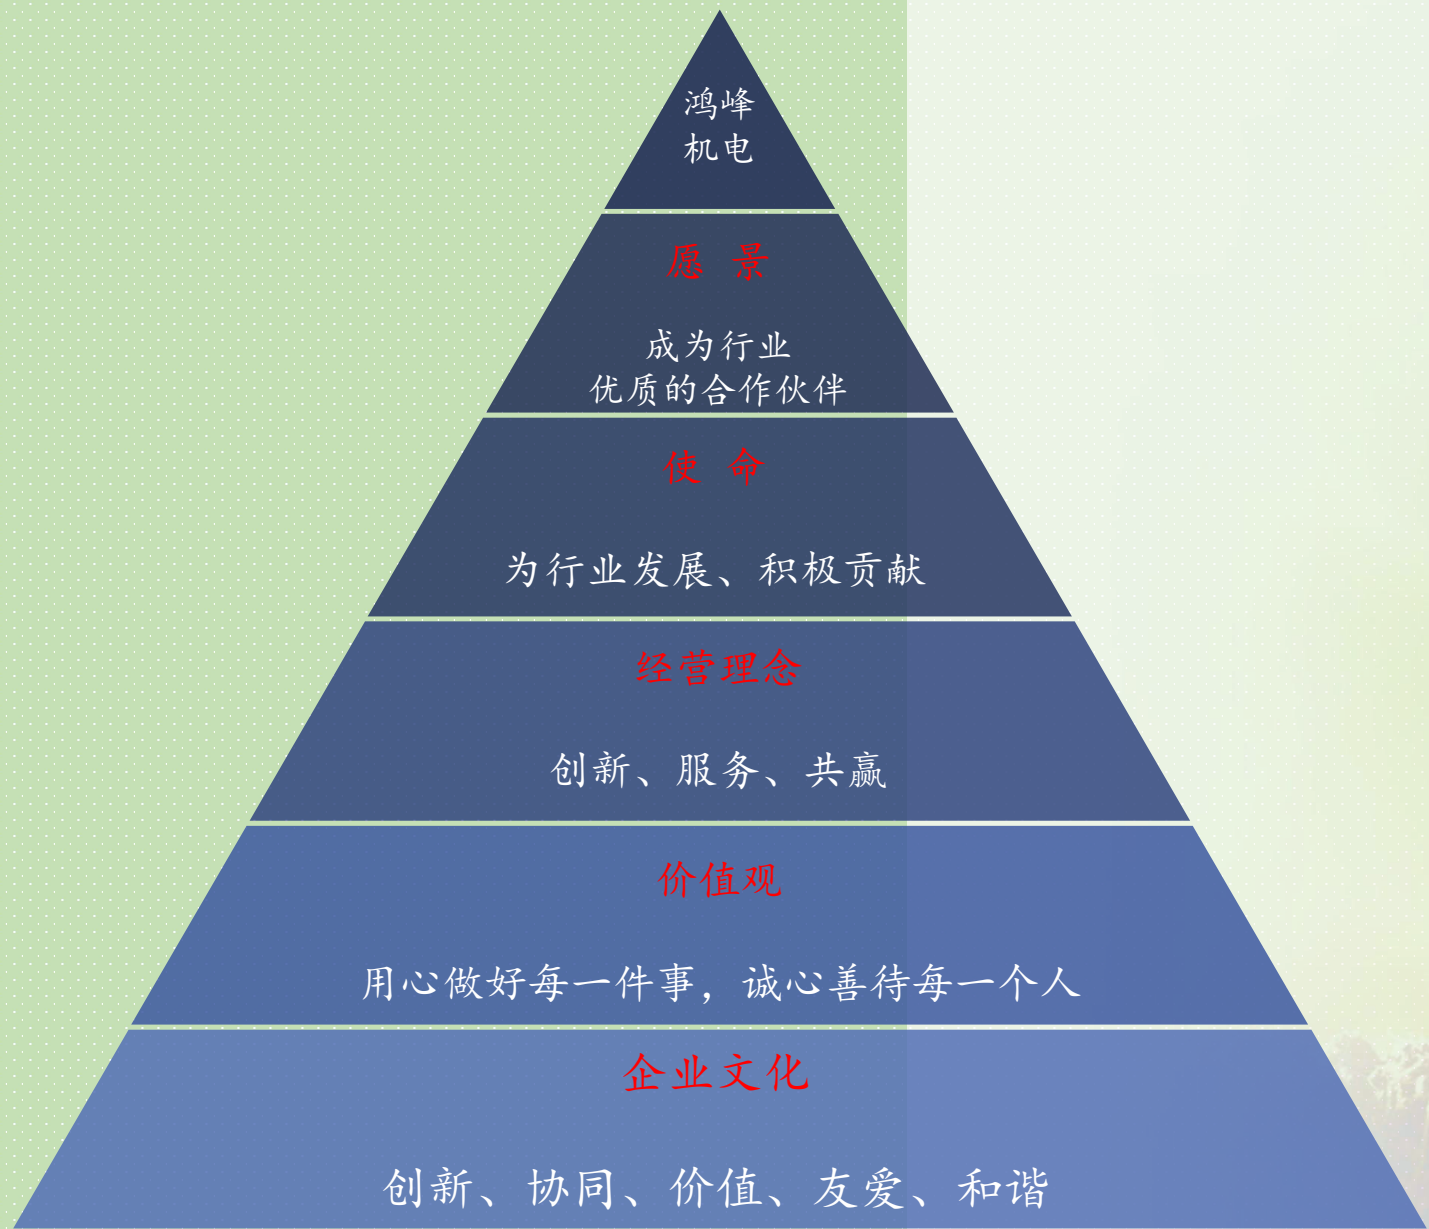 鸿峰
机电
愿 景
成为行业
优质的合作伙伴
使 命
为行业发展、积极贡献
经营理念
创新、服务、共赢
价值观
用心做好每一件事，诚心善待每一个人
企业文化
创新、协同、价值、友爱、和谐